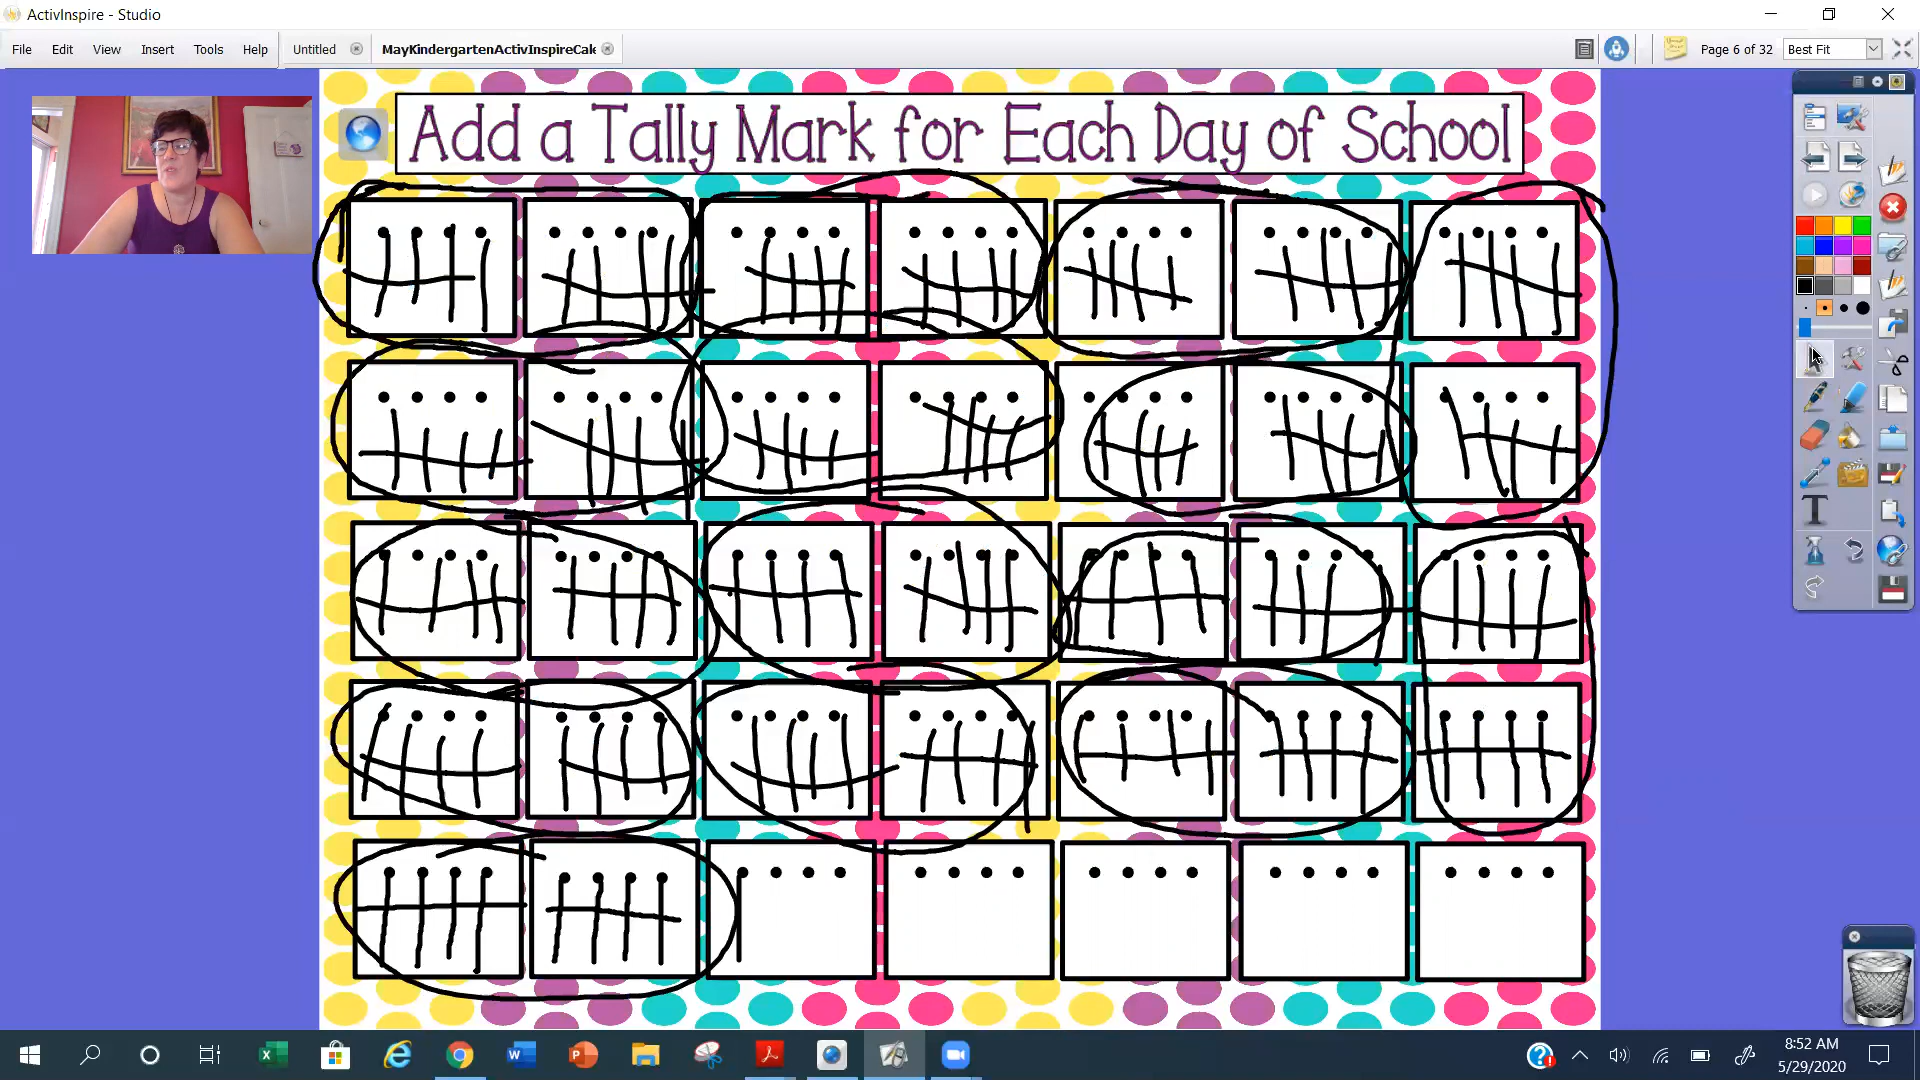 ActivInspire - Studio
File Edit View Insert Tools Help Untitled MayKindergartenActivInspireCak Page 6 of 32 Best Fit
Add a Tally Mark for Each Day of School
T
8:52 AM
5/29/2020